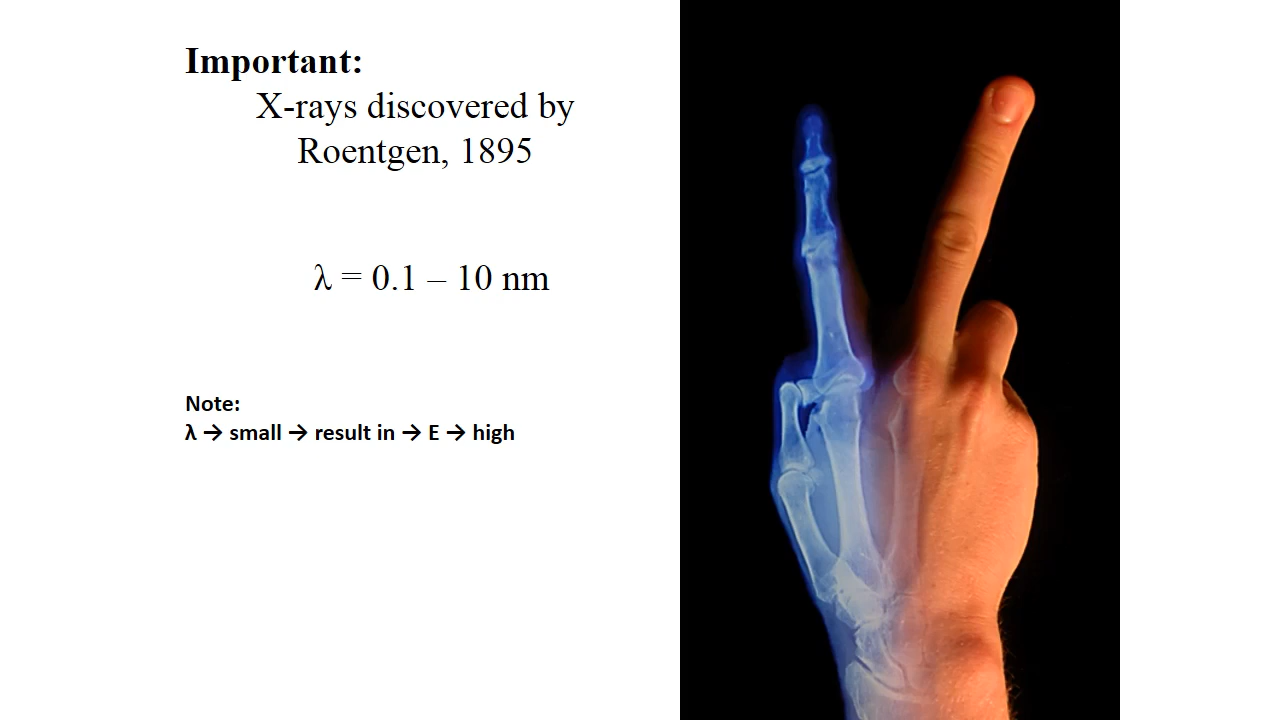 Important:
X-rays discovered by
Roentgen, 1895
λ = 0.1 – 10 nm
Note:
λ → small → result in → E → high